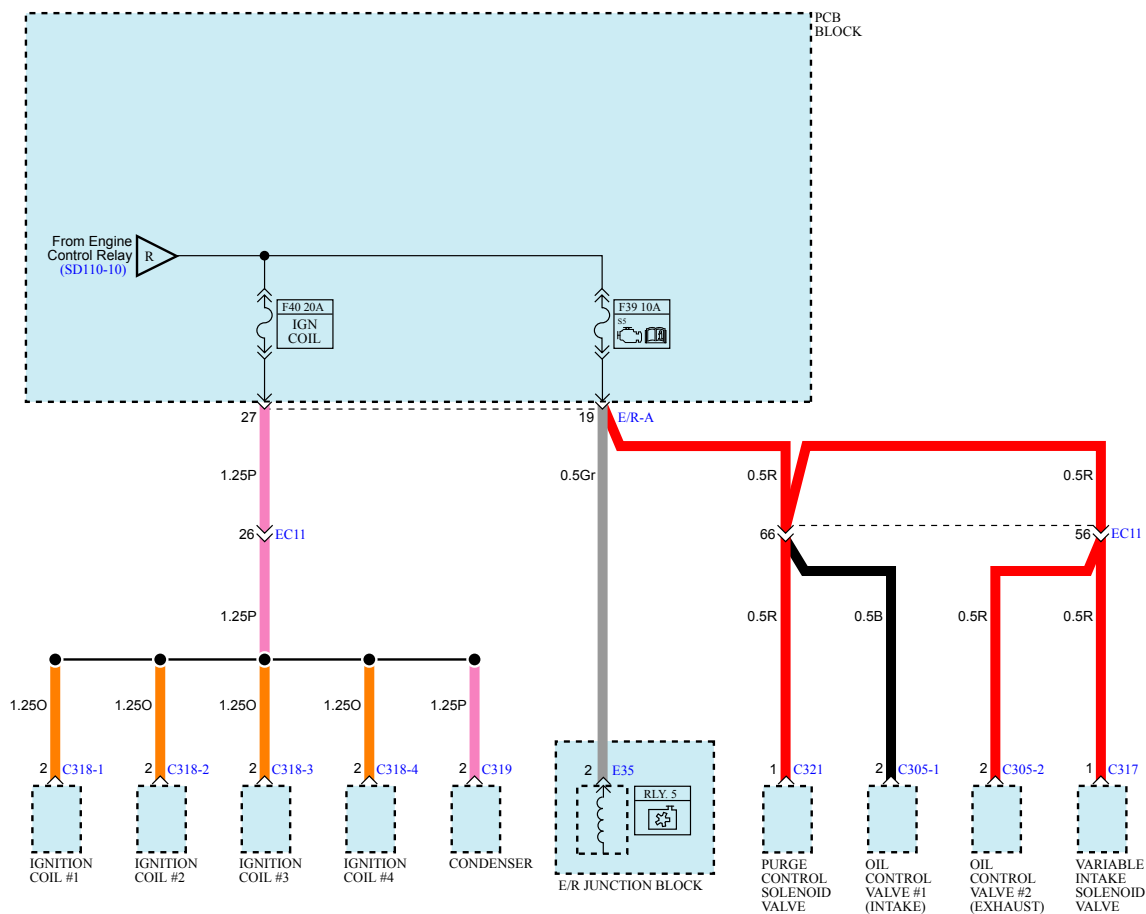 PCB
BLOCK
From Engine
Control Relay
(SD110-10)
R
F40 20A
IGN
COIL
F39 10A
S5
27
19
E/R-A
1.25P
0.5Gr
0.5R
0.5R
26
EC11
66
56
EC11
1.25P
0.5R
0.5B
0.5R
0.5R
1.25O
1.25O
1.25O
1.25O
1.25P
2
C318-1
2
C318-2
2
C318-3
2
C318-4
2
C319
2
E35
1
C321
2
C305-1
2
C305-2
1
C317
RLY. 5
IGNITION
COIL #1
IGNITION
COIL #2
IGNITION
COIL #3
IGNITION
COIL #4
CONDENSER
E/R JUNCTION BLOCK
PURGE
CONTROL
SOLENOID
VALVE
OIL
CONTROL
VALVE #1
(INTAKE)
OIL
CONTROL
VALVE #2
(EXHAUST)
VARIABLE
INTAKE
SOLENOID
VALVE